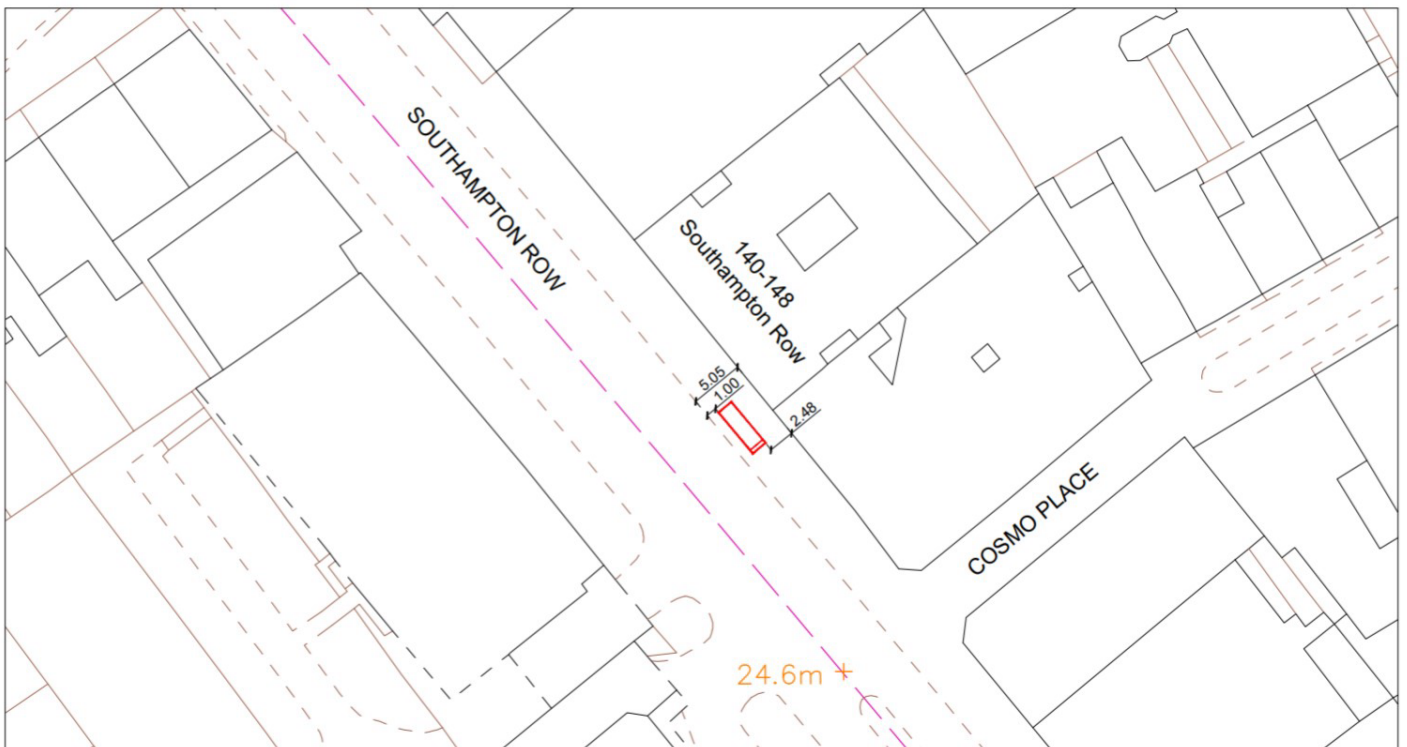 SOUTHAMPTON ROW
140-148
Southampton Row
5.05
1.00
2.48
COSMO PLACE
24.6m